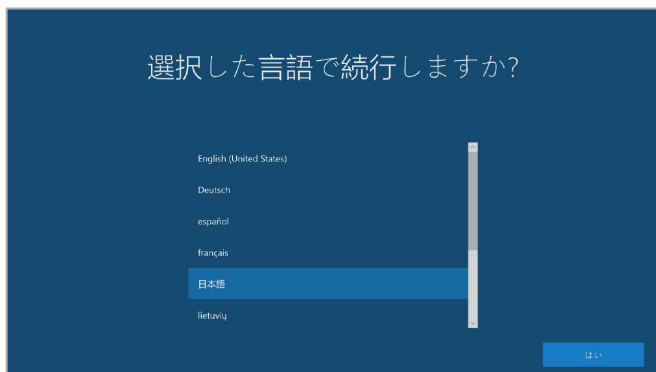 選択した言語で続行しますか?
English (United States)
Deutsch
español
français
日本語
lietuvių
はい